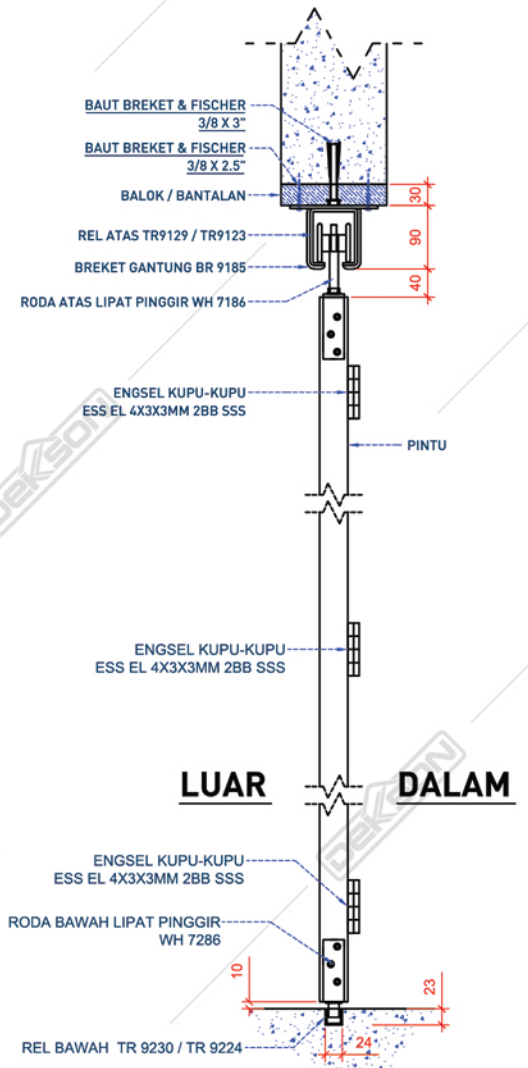 BAUT BREKET & FISCHER
3/8 X 3"
BAUT BREKET & FISCHER
3/8 X 2.5"
BALOK / BANTALAN
30
REL ATAS TR9129 / TR9123
90
BREKET GANTUNG BR 9185
RODA ATAS LIPAT PINGGIR WH 7186
40
ENGSEL KUPU-KUPU
ESS EL 4X3X3MM 2BB SSS
PINTU
DEKSON
ENGSEL KUPU-KUPU
ESS EL 4X3X3MM 2BB SSS
LUAR
DALAM
DEKSON
ENGSEL KUPU-KUPU
ESS EL 4X3X3MM 2BB SSS
RODA BAWAH LIPAT PINGGIR
WH 7286
10
23
REL BAWAH TR 9230 / TR 9224
24